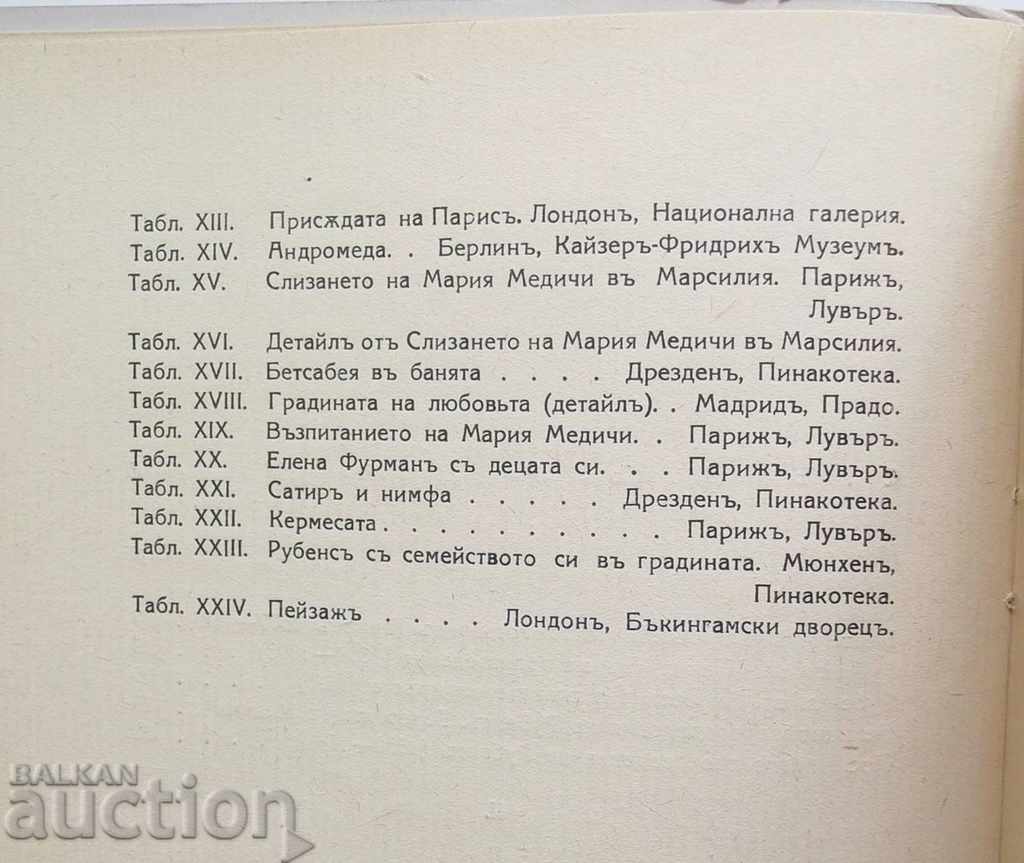 Табл. XIII. Присѫдата на Парисъ. Лондонъ, Национална галерия.
Табл. XIV. Андромеда. . Берлинъ, Кайзеръ-Фридрихъ Музеумъ.
Табл. XV. Слизането на Мария Медичи въ Марсилия. Парижъ,
Лувъръ.
Табл. XVI. Детайлъ отъ Слизането на Мария Медичи въ Марсилия.
Табл. XVII. Бетсабея въ банята . . . . Дрезденъ, Пинакотека.
Табл. XVIII. Градината на любовьта (детайлъ). . Мадридъ, Прадо.
Табл. XIX. Възпитанието на Мария Медичи. . Парижъ, Лувъръ.
Табл. XX. Елена Фурманъ съ децата си. . . Парижъ, Лувъръ.
Табл. XXI. Сатиръ и нимфа . . . . . Дрезденъ, Пинакотека.
Табл. XXII. Кермесата . . . . . . . . . . Парижъ, Лувъръ.
Табл. XXIII. Рубенсъ съ семейството си въ градината. Мюнхенъ,
Пинакотека.
Табл. XXIV. Пейзажъ . . . . Лондонъ, Бъкингамски дворецъ.
BALKAN
auction